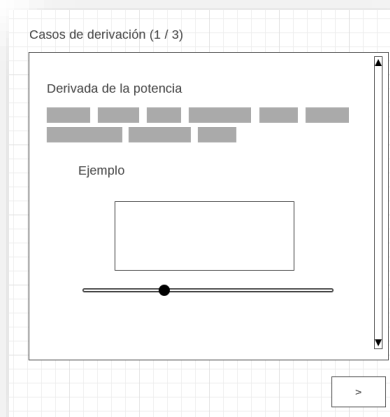 Casos de derivación (1 / 3)
Derivada de la potencia
Ejemplo
>